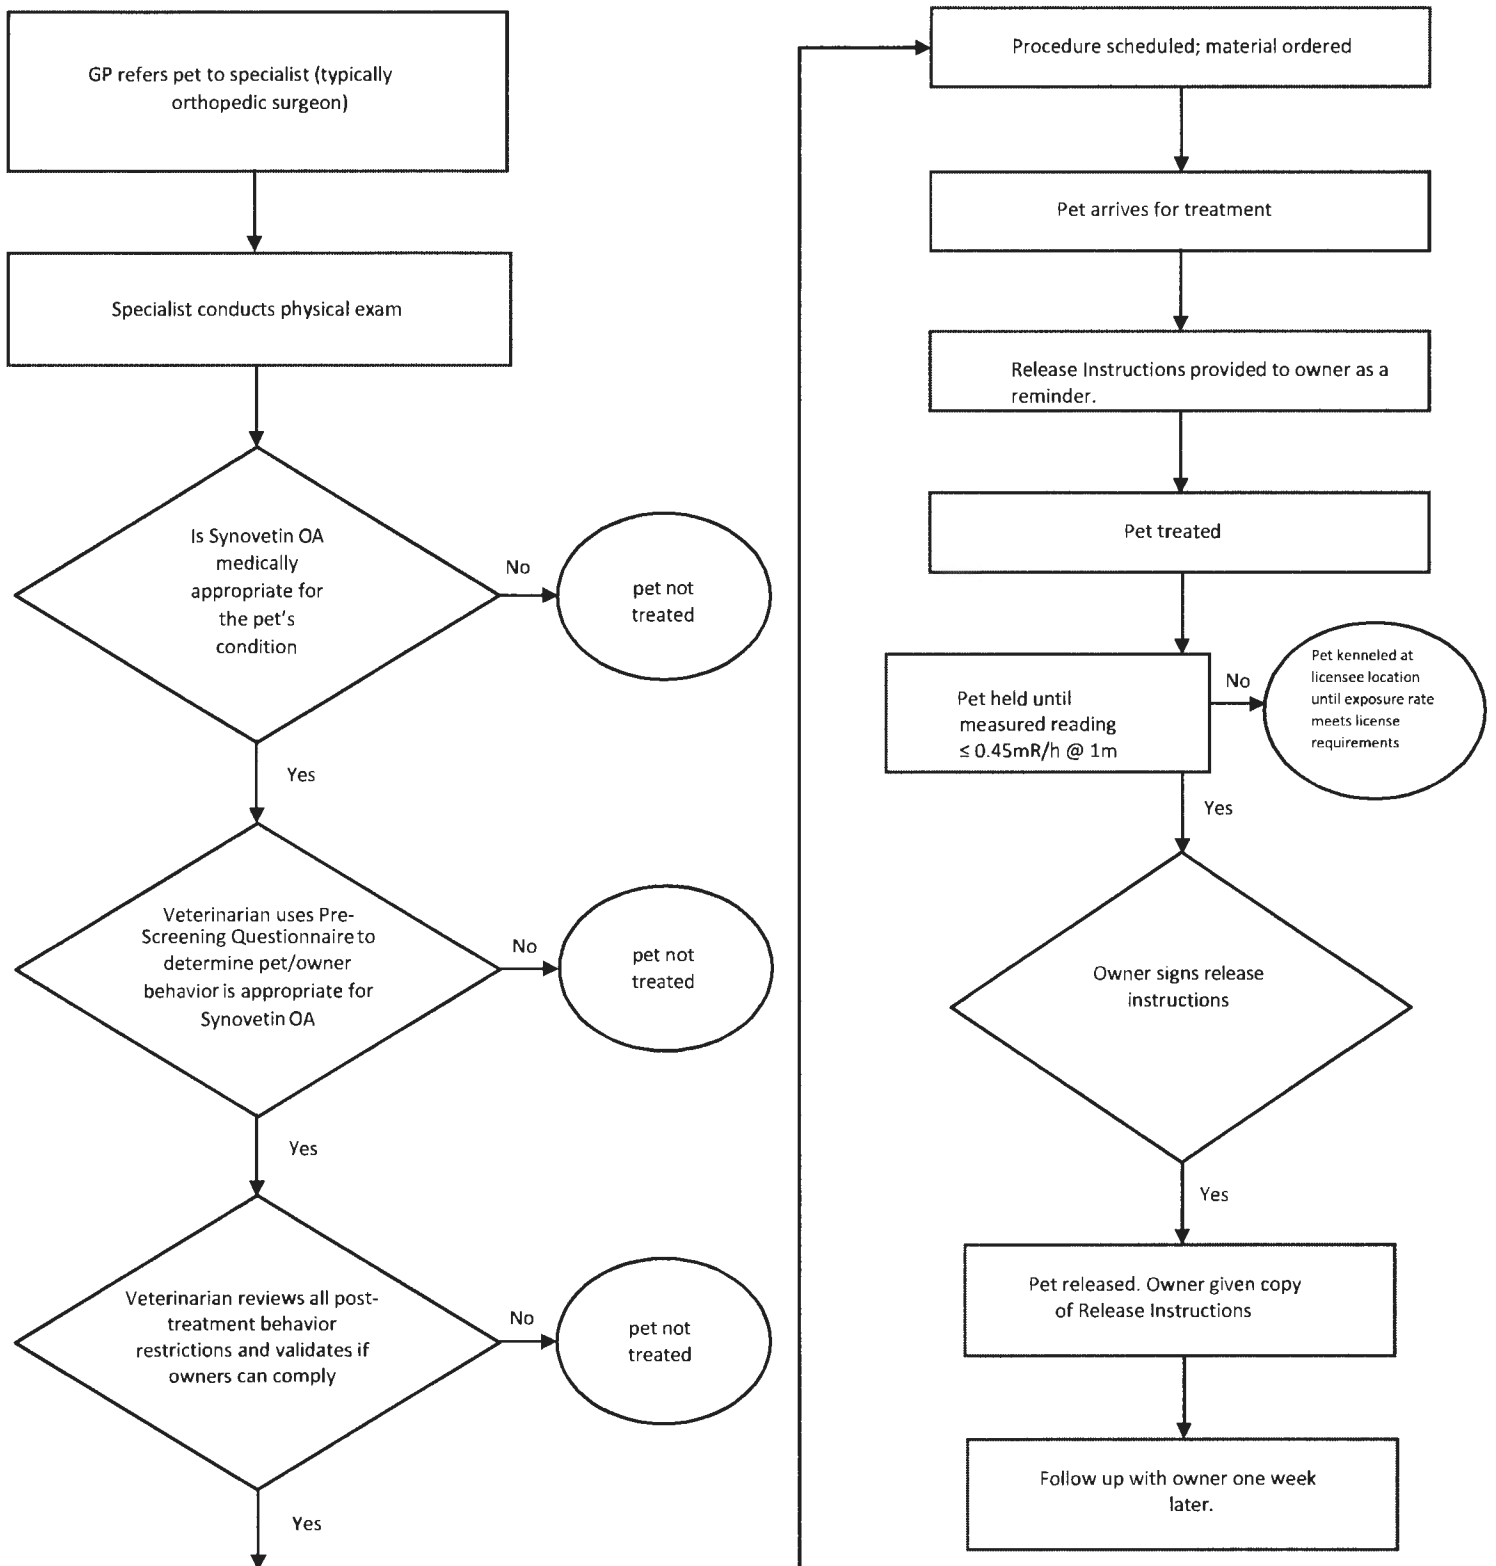 GP refers pet to specialist (typically
orthopedic surgeon)
Specialist conducts physical exam
Is Synovetin OA
medically
appropriate for
the pet's
condition
No
pet not
treated
Yes
Veterinarian uses Pre-
Screening Questionnaire to
determine pet/owner
behavior is appropriate for
Synovetin OA
No
pet not
treated
Yes
Veterinarian reviews all post-
treatment behavior
restrictions and validates if
owners can comply
No
pet not
treated
Yes
Procedure scheduled; material ordered
Pet arrives for treatment
Release Instructions provided to owner as a
reminder.
Pet treated
Pet held until
measured reading
≤ 0.45mR/h @ 1m
No
Pet kenneled at
licensee location
until exposure rate
meets license
requirements
Yes
Owner signs release
instructions
Yes
Pet released. Owner given copy
of Release Instructions
Follow up with owner one week
later.